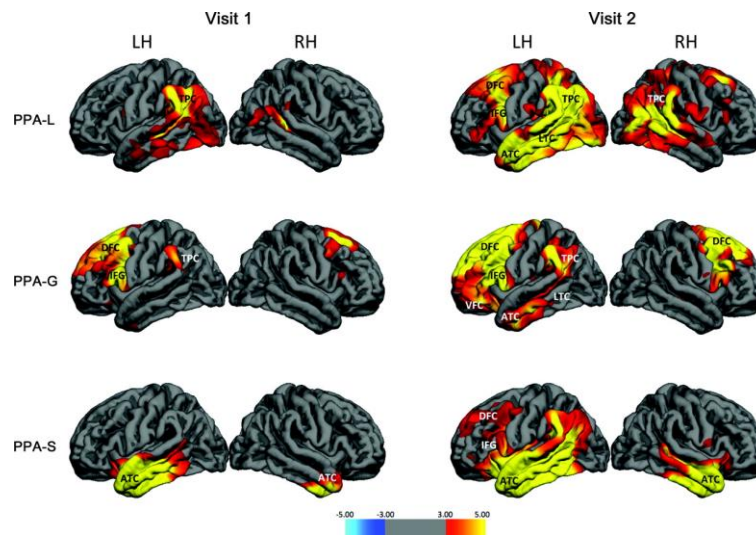 Visit 1 Visit 2
LH RH LH RH
PPA-L
TPC
DFC
IFG
TPC
LTC
ATC
TPC
PPA-G
DFC
IFG
TPC
DFC
IFG
TPC
VFC
LTC
ATC
DFC
PPA-S
ATC
ATC
DFC
IFG
ATC
ATC
-5.00 -3.00 3.00 5.00